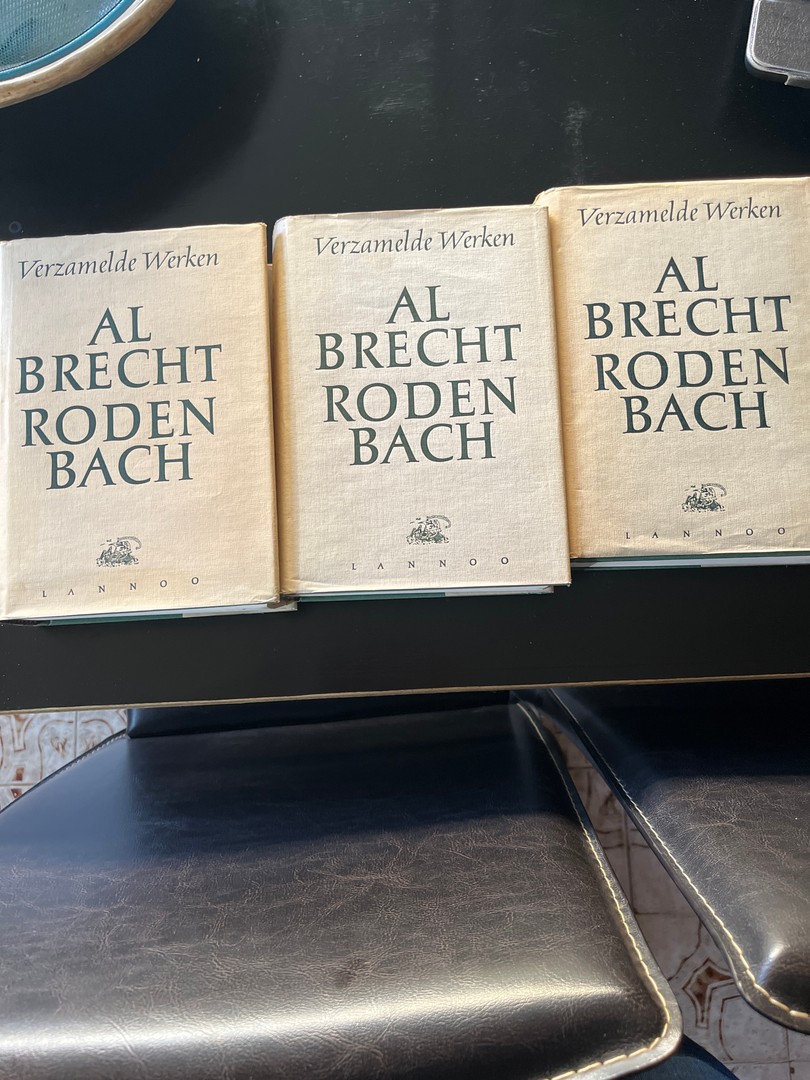 Verzamelde Werken
AL
BRECHT
RODEN
BACH
LANNOO
Verzamelde Werken
AL
BRECHT
RODEN
BACH
LANNOO
Verzamelde Werken
AL
BRECHT
RODEN
BACH
LANNOO